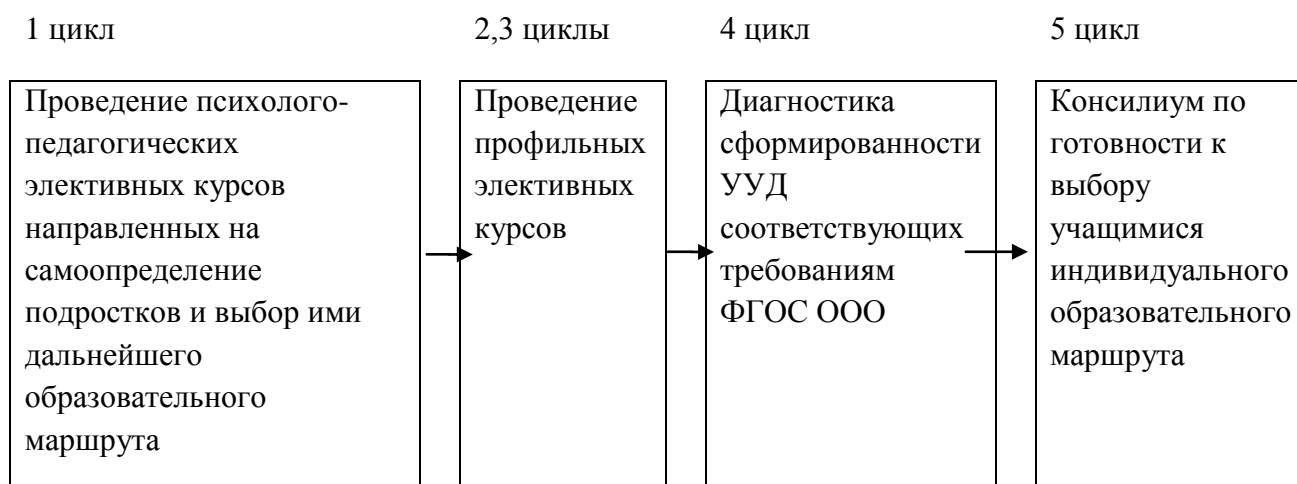 1 цикл
2,3 циклы
4 цикл
5 цикл
Проведение психолого-
педагогических
элективных курсов
направленных на
самоопределение
подростков и выбор ими
дальнейшего
образовательного
маршрута
Проведение
профильных
элективных
курсов
Диагностика
сформированности
УУД
соответствующих
требованиям
ФГОС ООО
Консилиум по
готовности к
выбору
учащимися
индивидуального
образовательного
маршрута